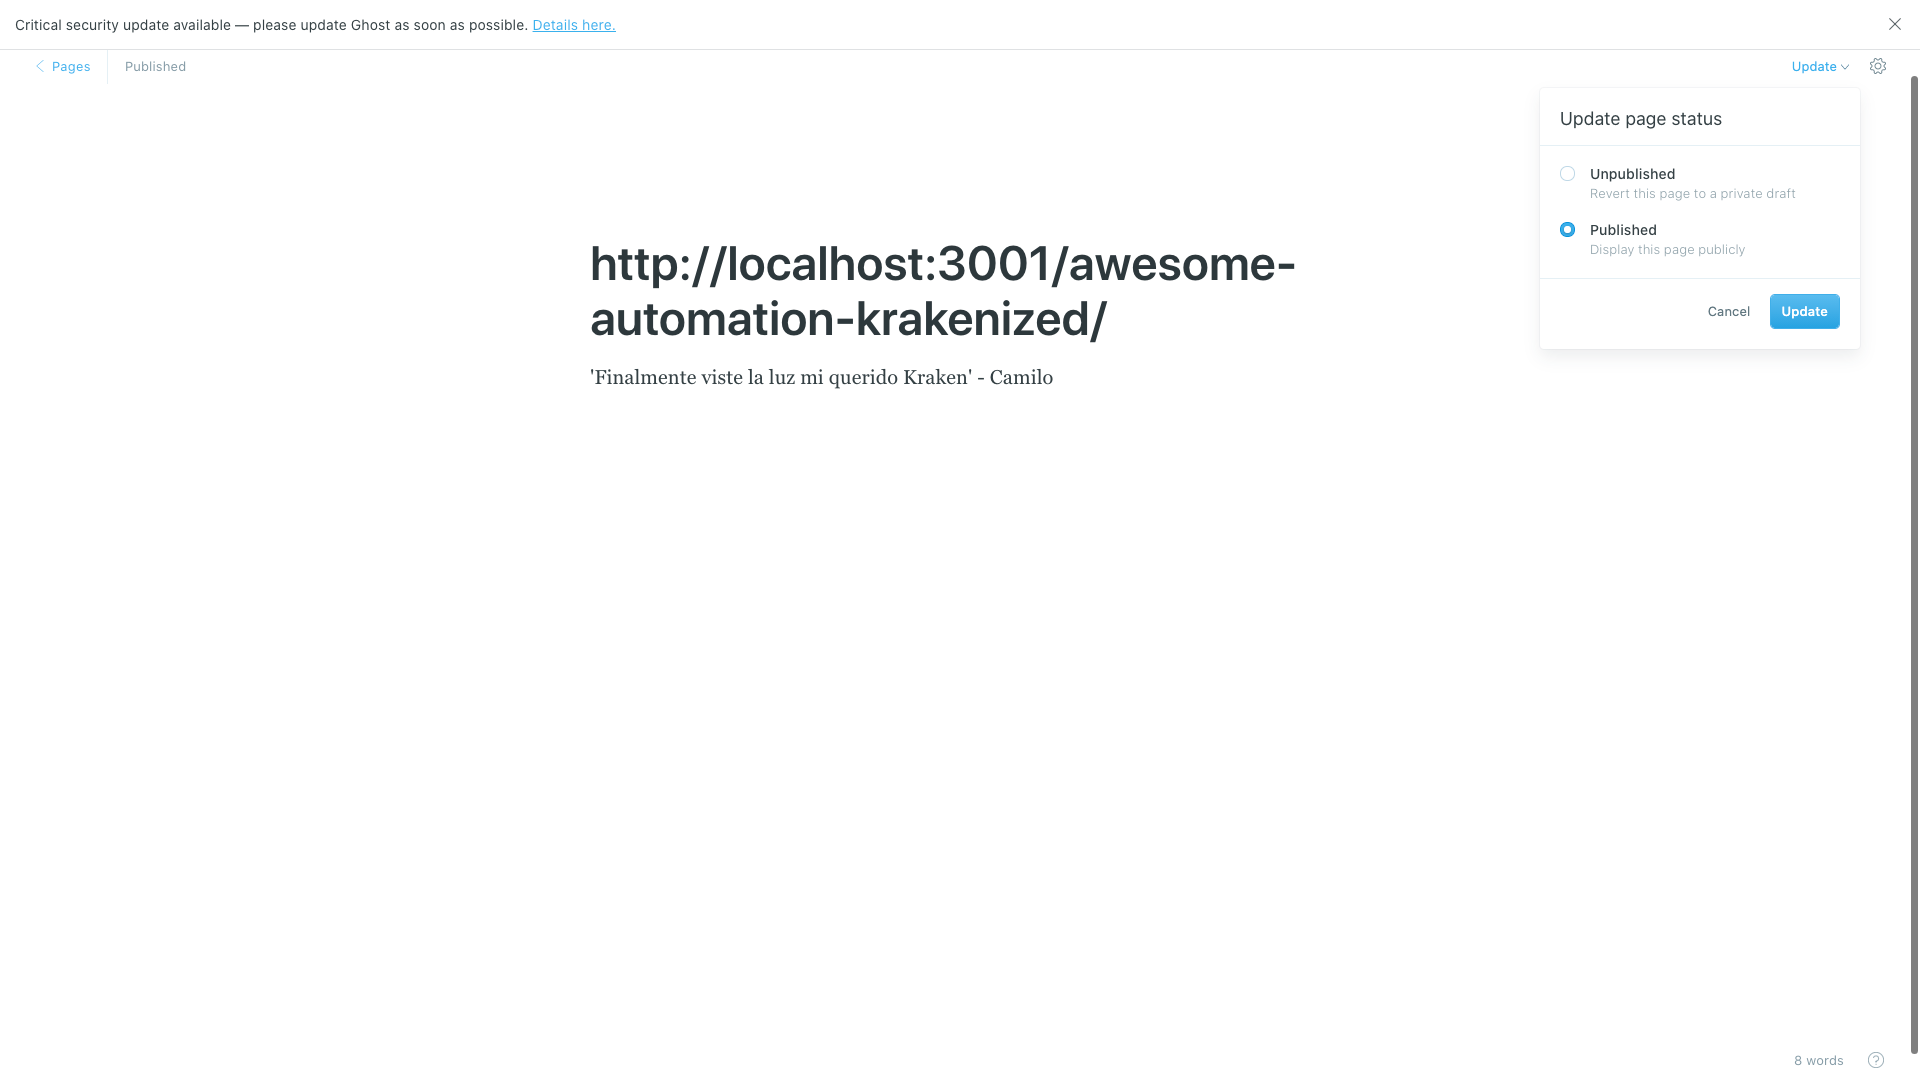 Critical security update available — please update Ghost as soon as possible. Details here.
Pages
Published
Update
Update page status
Unpublished
Revert this page to a private draft
Published
Display this page publicly
Cancel
Update
http://localhost:3001/awesome-
automation-krakenized/
'Finalmente viste la luz mi querido Kraken' - Camilo
8 words
?